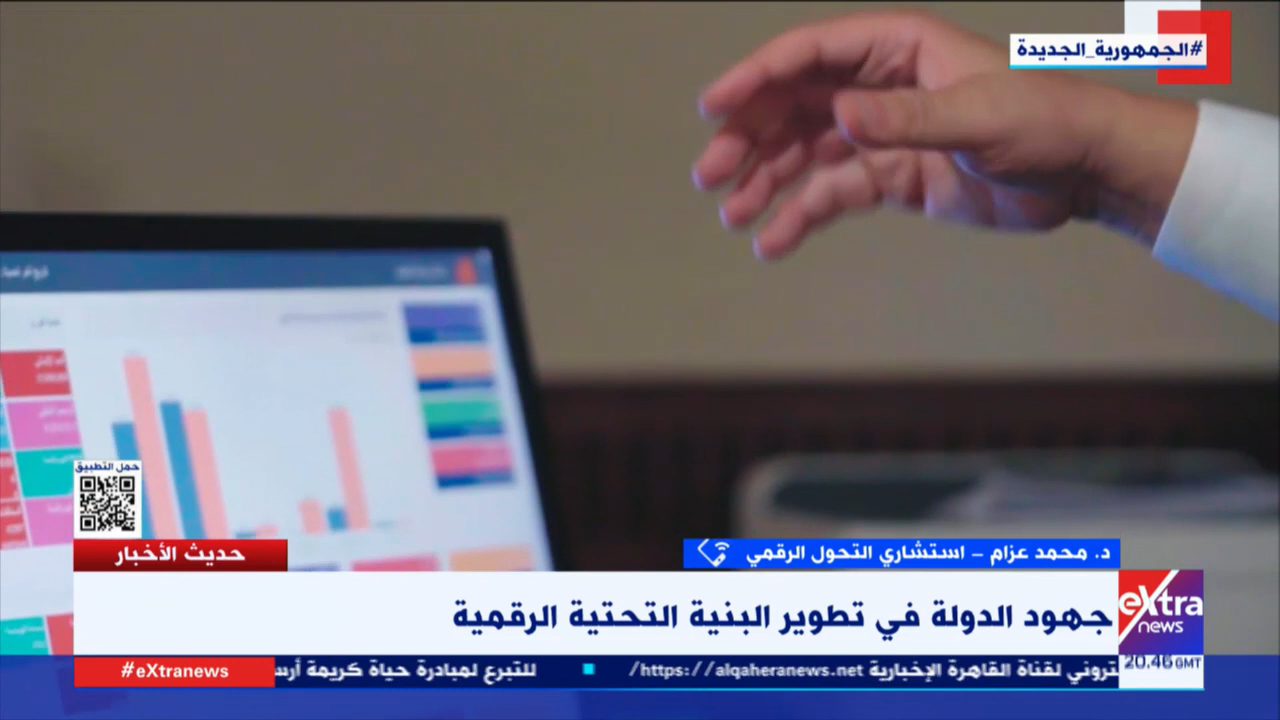 #الجمهورية_الجديدة
حمل التطبيق
حديث الأخبار
د. محمد عزام – استشاري التحول الرقمي
جهود الدولة في تطوير البنية التحتية الرقمية
eXtra
news
20.46 GMT
#eXtranews
تروني لقناة القاهرة الإخبارية https://alqaheranews.net/ ■ للتبرع لمبادرة حياة كريمة